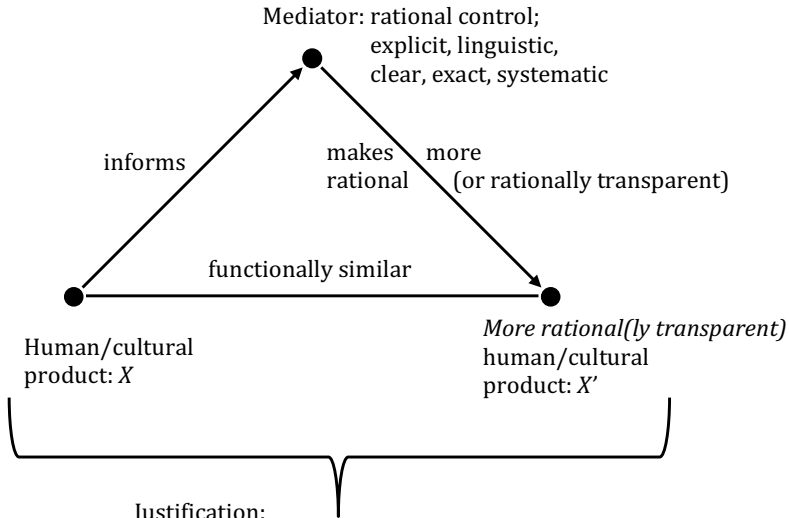 Mediator: rational control;
explicit, linguistic,
clear, exact, systematic
informs
makes more
rational (or rationally transparent)
functionally similar
More rational(ly transparent)
human/cultural
product: X’
Human/cultural
product: X
Justification: